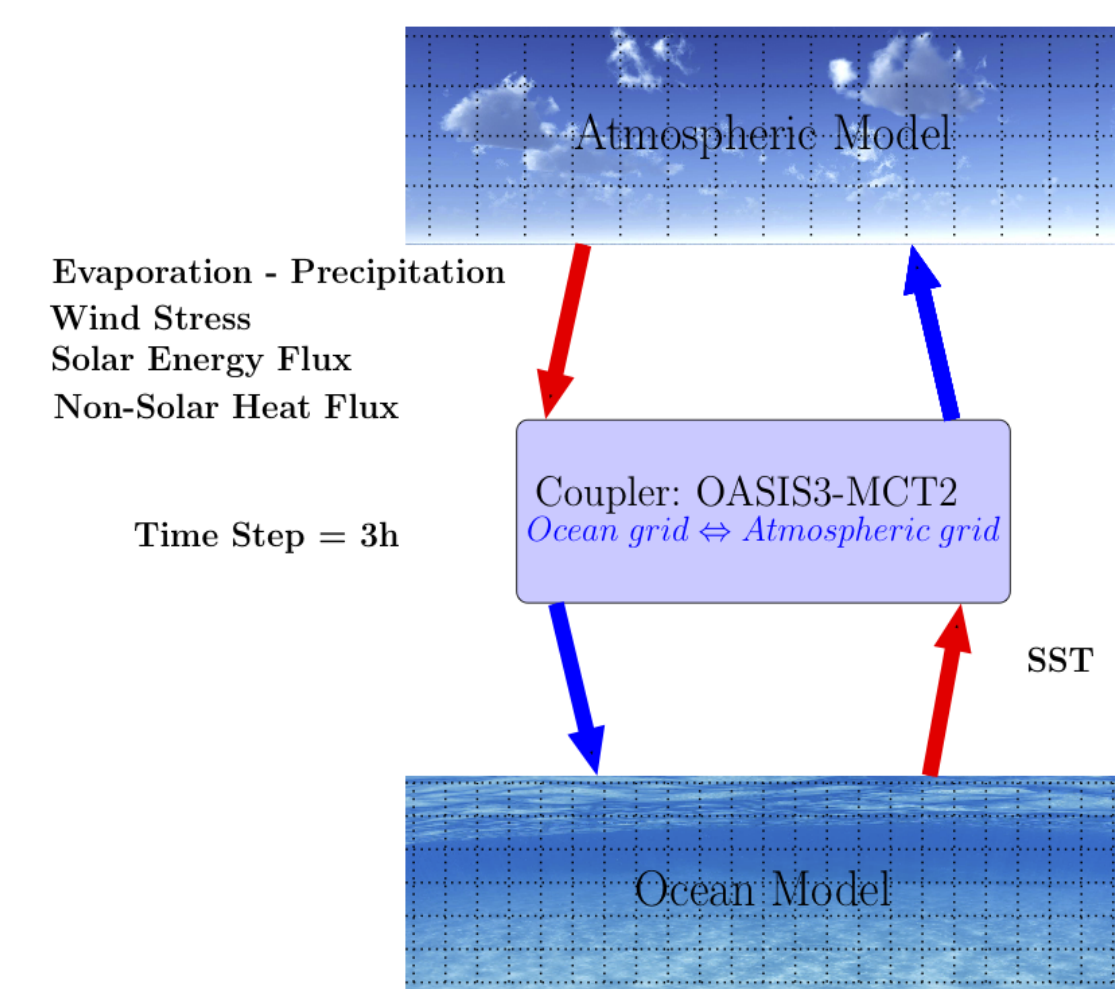 Atmospheric Model
Evaporation - Precipitation
Wind Stress
Solar Energy Flux
Non-Solar Heat Flux
Coupler: OASIS3-MCT2
Ocean grid ⇔ Atmospheric grid
Time Step = 3h
SST
Ocean Model